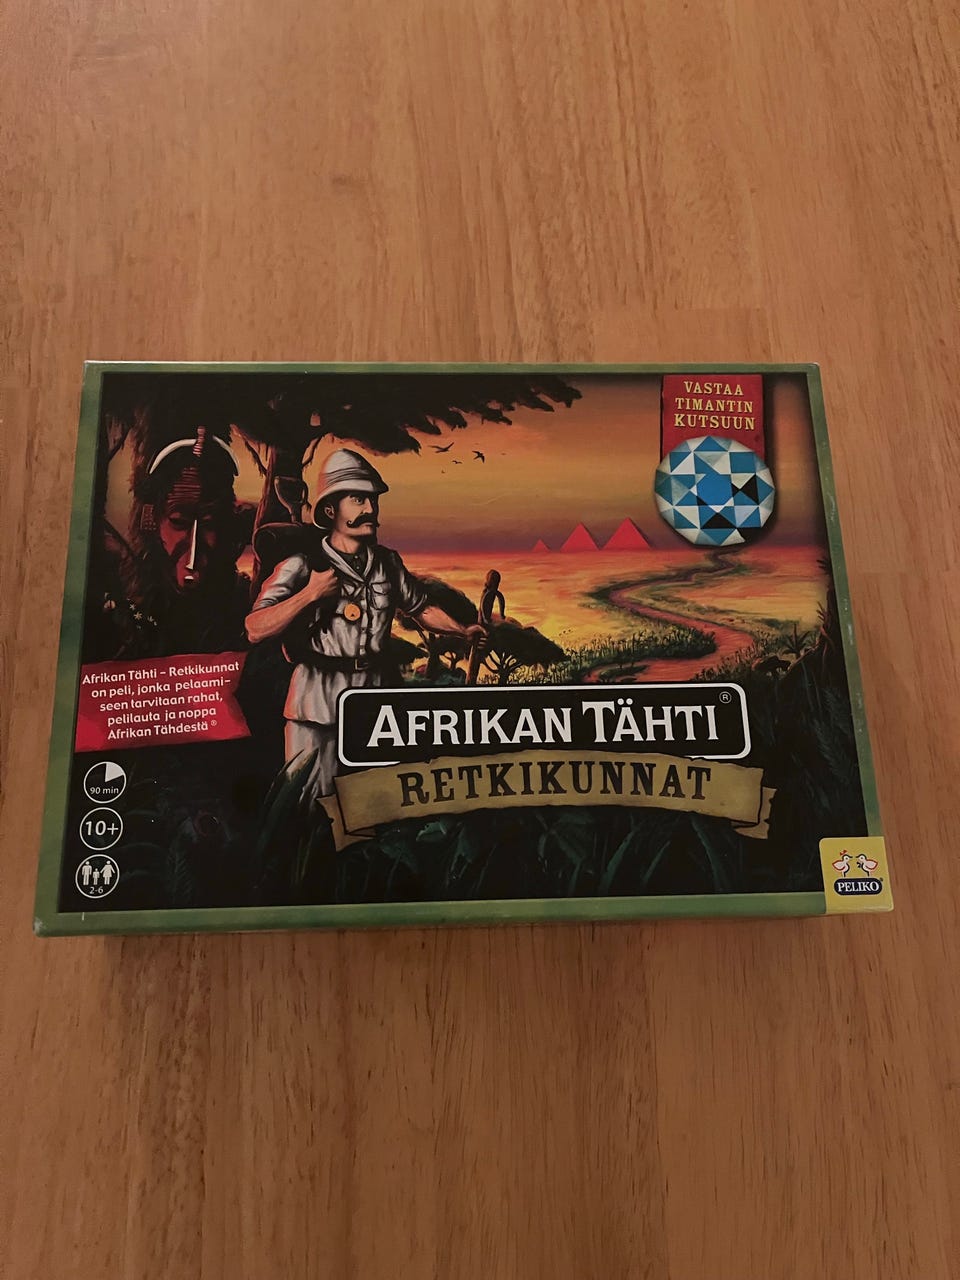 VASTAA
TIMANTIN
KUTSUUN
Afrikan Tähti – Retkikunnat
on peli, jonka pelaami-
seen tarvitaan rahat,
pelilauta ja noppa
Afrikan Tähdestä ®
AFRIKAN TÄHTI ®
RETKIKUNNAT
90 min
10+
2-6
PELIKO